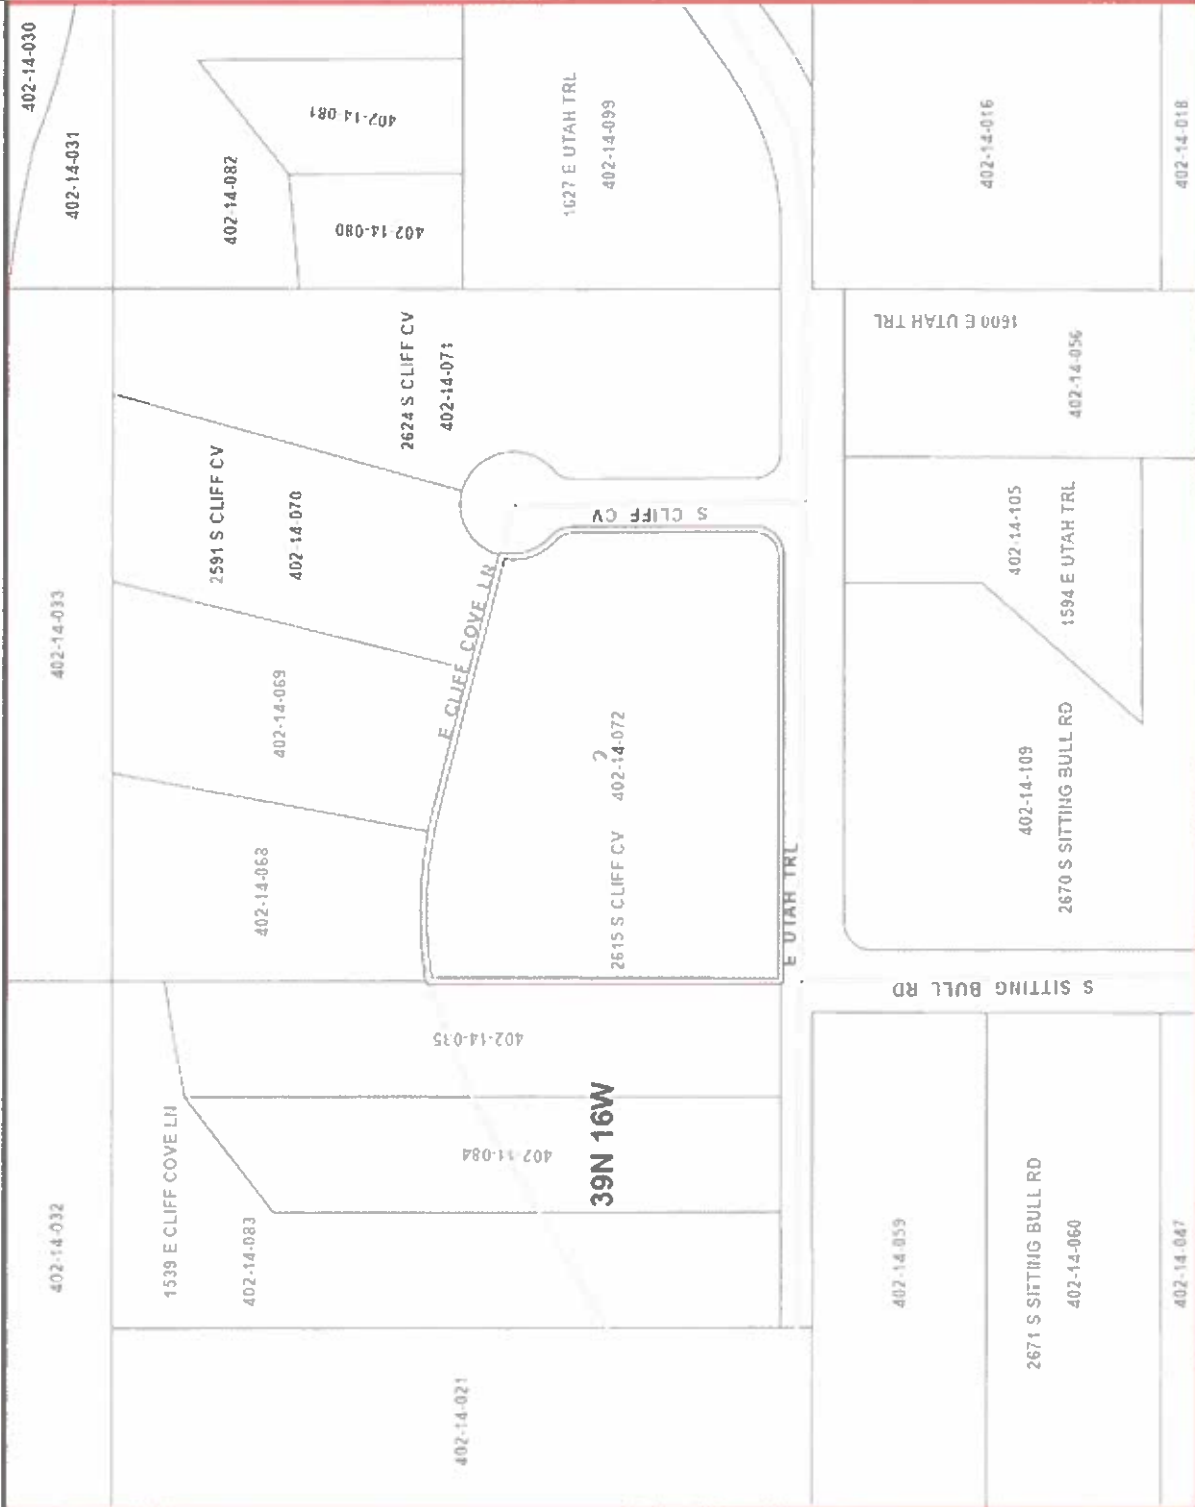 402-14-030
402-14-031
402-14-082
402-14-081
402-14-080
1627 E UTAH TRL
402-14-099
402-14-016
402-14-018
402-14-033
2591 S CLIFF CV
402-14-070
2624 S CLIFF CV
402-14-071
S CLIFF CV
1600 E UTAH TRL
402-14-056
402-14-105
1594 E UTAH TRL
402-14-069
E CLIFF COVE LN
402-14-068
2615 S CLIFF CV
402-14-072
E UTAH TRL
402-14-109
2670 S SITTING BULL RD
S SITTING BULL RD
402-14-035
402-14-084
39N 16W
402-14-032
1539 E CLIFF COVE LN
402-14-083
402-14-021
402-14-059
2671 S SITTING BULL RD
402-14-060
402-14-047